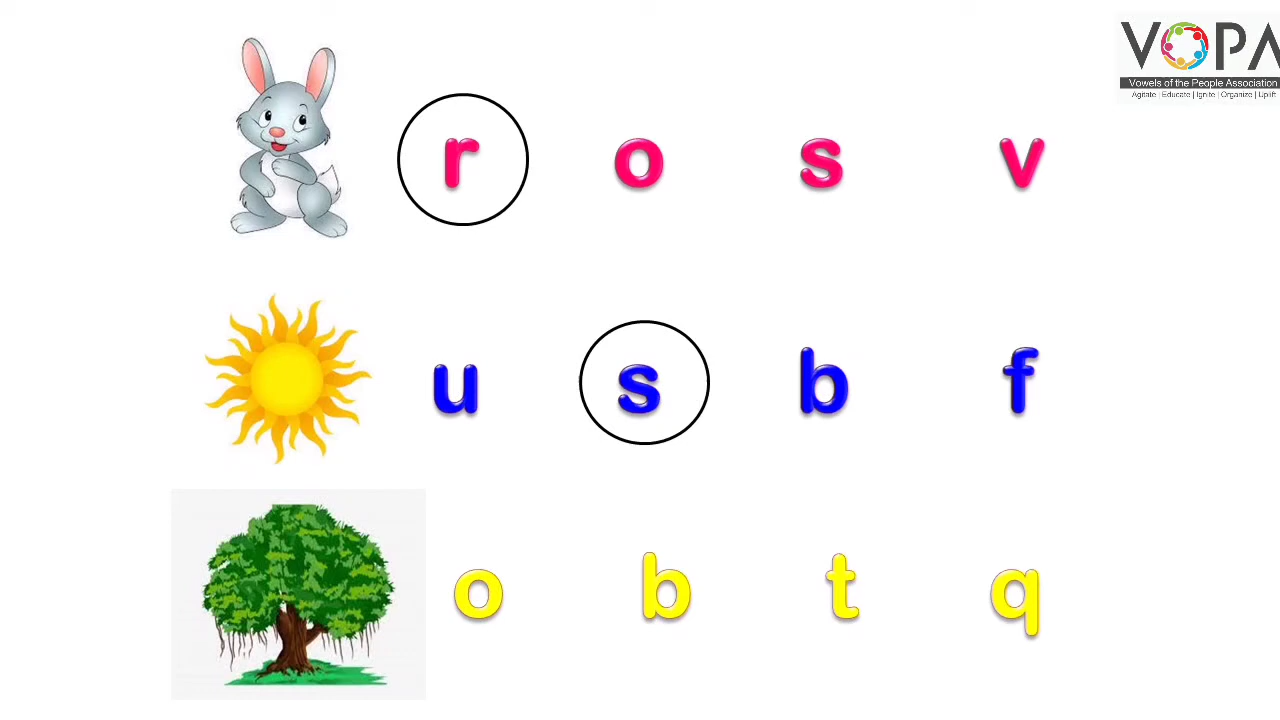 VOPA
Vowels of the People Association
Agitate | Educate | Ignite | Organize | Uplift
r o s v
u s b f
o b t q